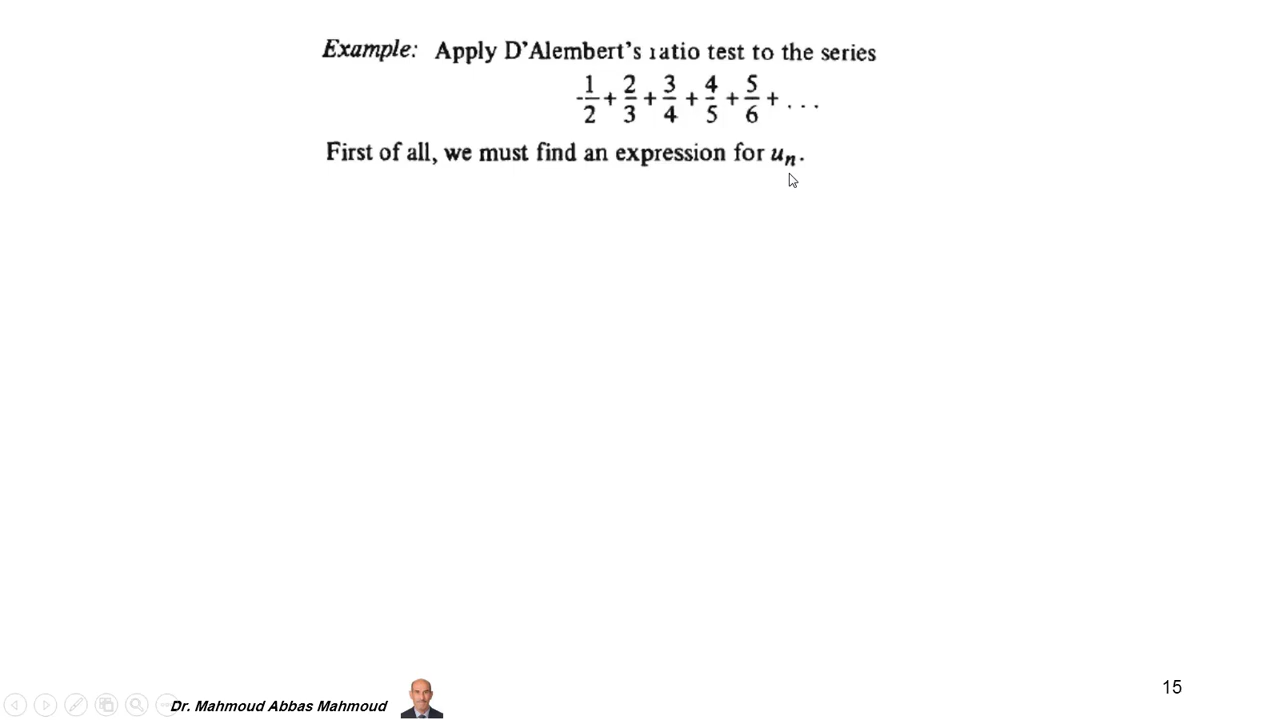 Example: Apply D'Alembert's ratio test to the series
1/2 + 2/3 + 3/4 + 4/5 + 5/6 + ...
First of all, we must find an expression for uₙ.
15
Dr. Mahmoud Abbas Mahmoud